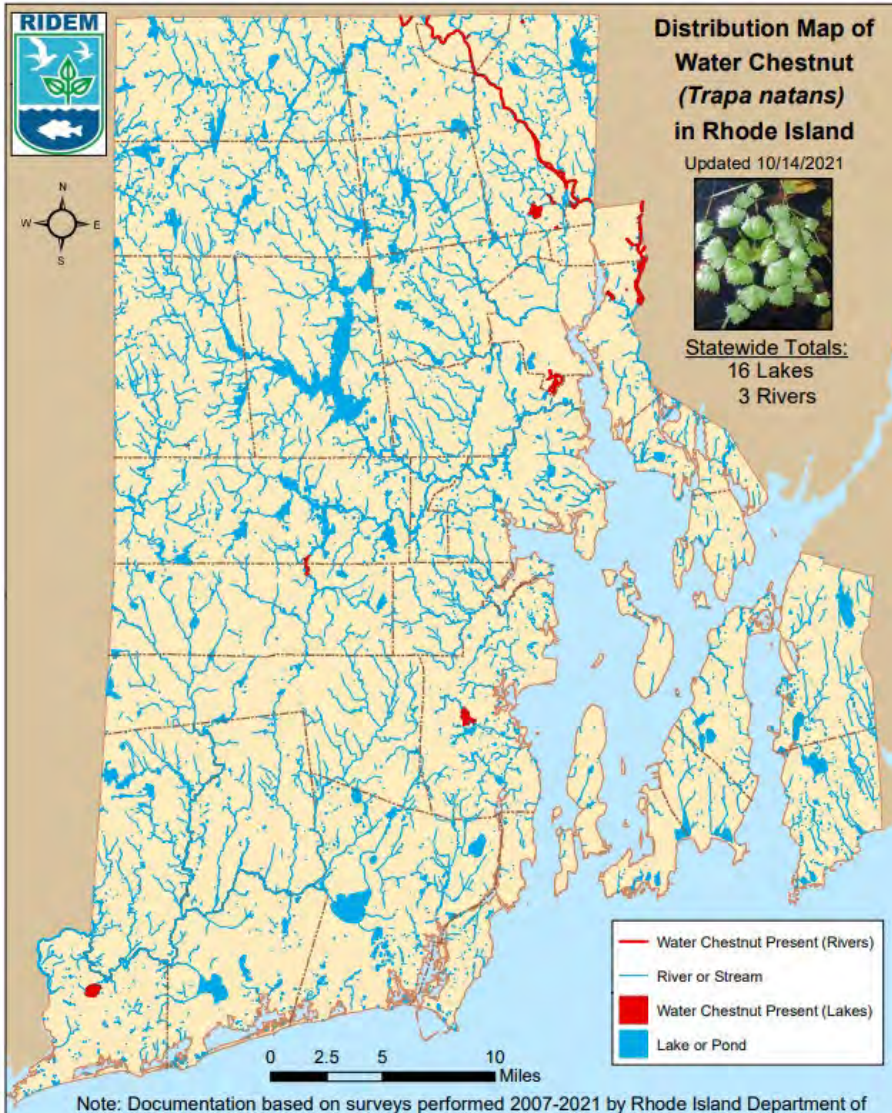 RIDEM
Distribution Map of
Water Chestnut
(Trapa natans)
in Rhode Island
Updated 10/14/2021
N
W
E
S
Statewide Totals:
16 Lakes
3 Rivers
Water Chestnut Present (Rivers)
River or Stream
Water Chestnut Present (Lakes)
Lake or Pond
0 2.5 5 10
Miles
Note: Documentation based on surveys performed 2007-2021 by Rhode Island Department of